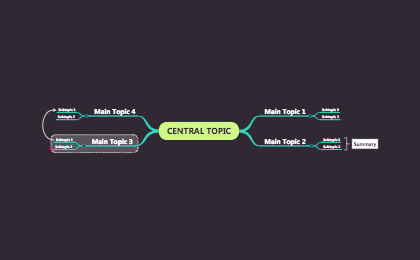 Main Topic 4
Subtopic 1
Subtopic 2
Main Topic 3
Subtopic 1
Subtopic 2
CENTRAL TOPIC
Main Topic 1
Subtopic 1
Subtopic 2
Main Topic 2
Subtopic 1
Subtopic 2
Summary